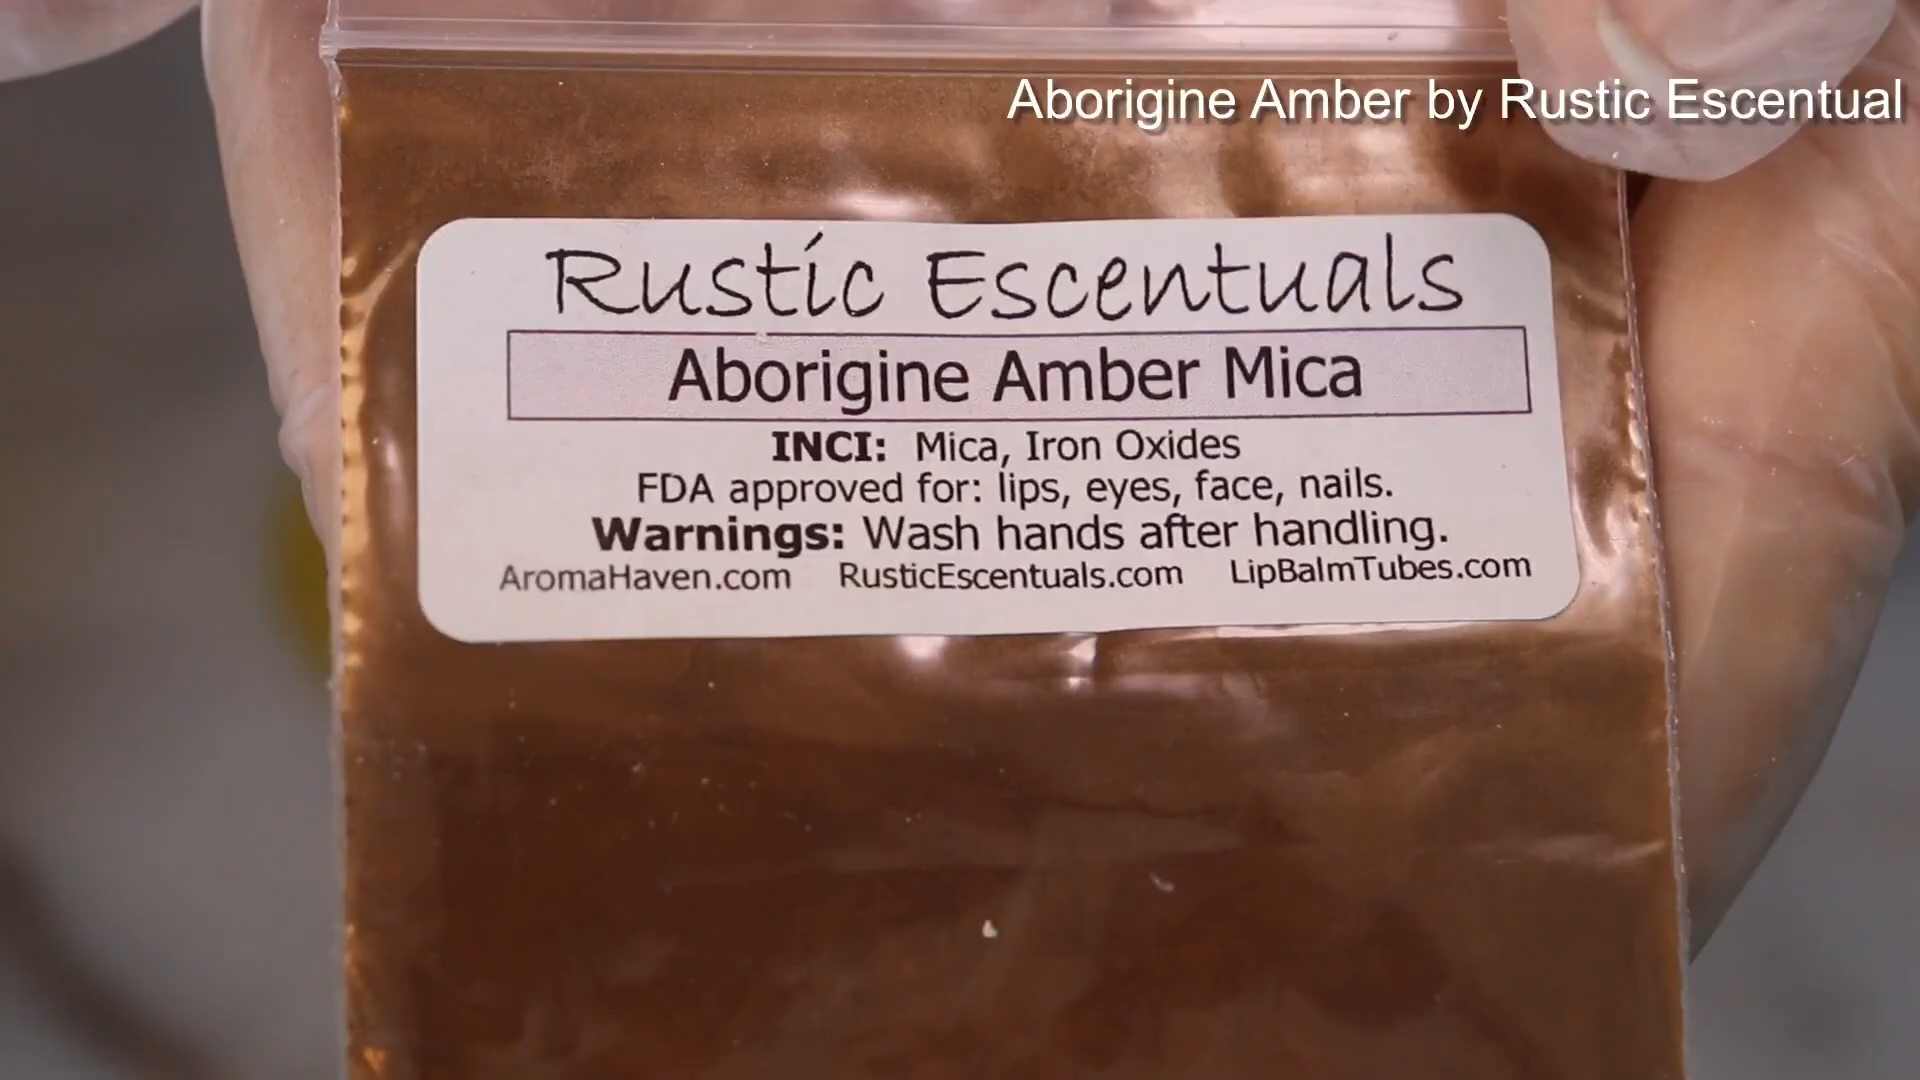 Aborigine Amber by Rustic Escentual
Rustic Escentuals
Aborigine Amber Mica
INCI: Mica, Iron Oxides
FDA approved for: lips, eyes, face, nails.
Warnings: Wash hands after handling.
AromaHaven.com RusticEscentuals.com LipBalmTubes.com